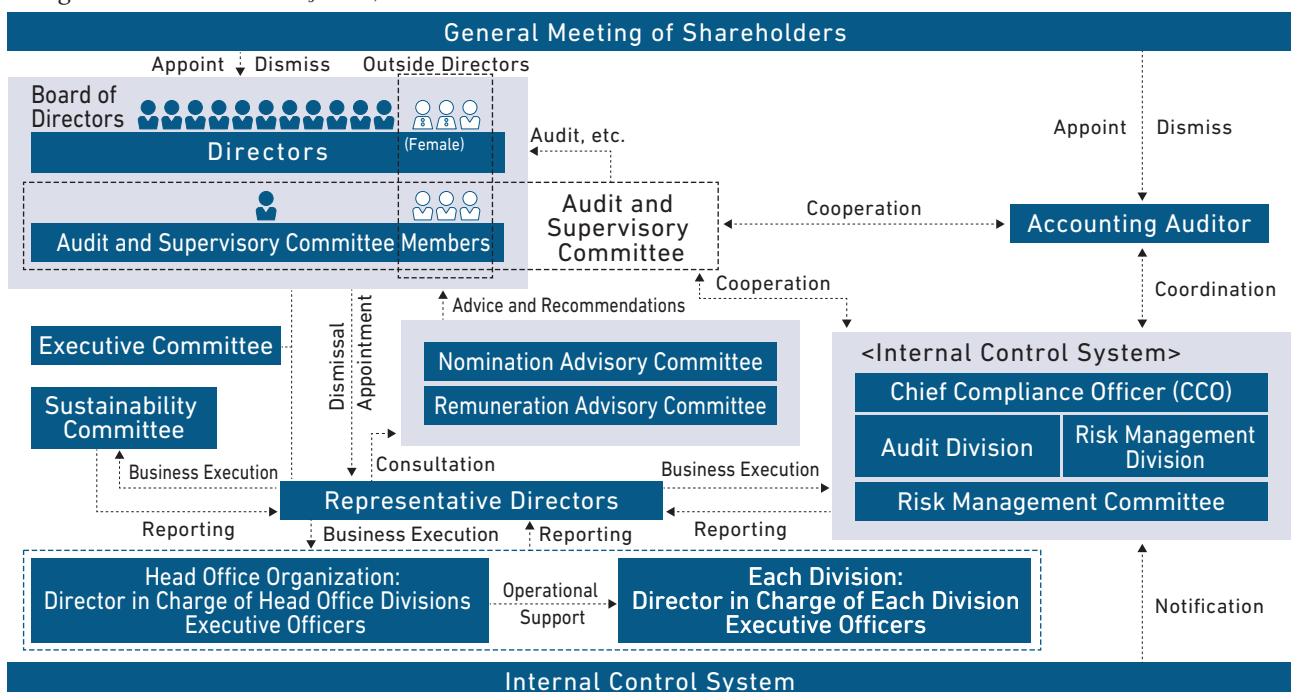 General Meeting of Shareholders
Appoint
Dismiss
Outside Directors
Board of
Directors
(Female)
Directors
Audit, etc.
Appoint
Dismiss
Audit and Supervisory Committee Members
Audit and
Supervisory
Committee
Cooperation
Accounting Auditor
Cooperation
Coordination
Advice and Recommendations
Dismissal
Appointment
Executive Committee
Nomination Advisory Committee
Remuneration Advisory Committee
<Internal Control System>
Chief Compliance Officer (CCO)
Audit Division
Risk Management
Division
Risk Management Committee
Sustainability
Committee
Business Execution
Consultation
Business Execution
Representative Directors
Reporting
Business Execution
Reporting
Reporting
Head Office Organization:
Director in Charge of Head Office Divisions
Executive Officers
Operational
Support
Each Division:
Director in Charge of Each Division
Executive Officers
Notification
Internal Control System